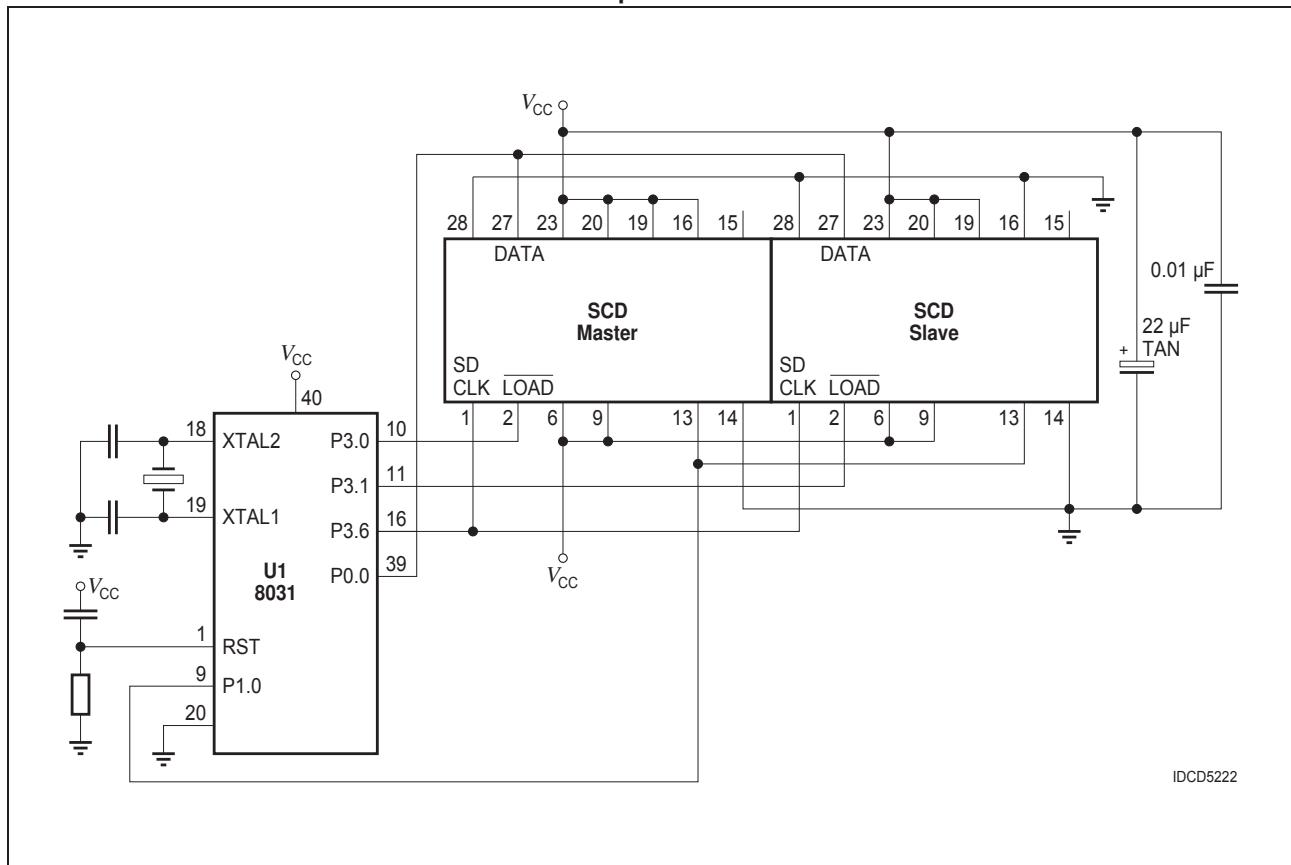 V_CC
28 27 23 20 19 16 15 28 27 23 20 19 16 15
DATA DATA
0.01 µF
SCD
Master
SCD
Slave
22 µF
TAN
+
SD
CLK LOAD
SD
CLK LOAD
1 2 6 9 13 14 1 2 6 9 13 14
V_CC
40
18 XTAL2 P3.0 10
P3.1 11
19 XTAL1 P3.6 16
P0.0 39
U1
8031
V_CC
V_CC
1 RST
9 P1.0
20
IDCD5222